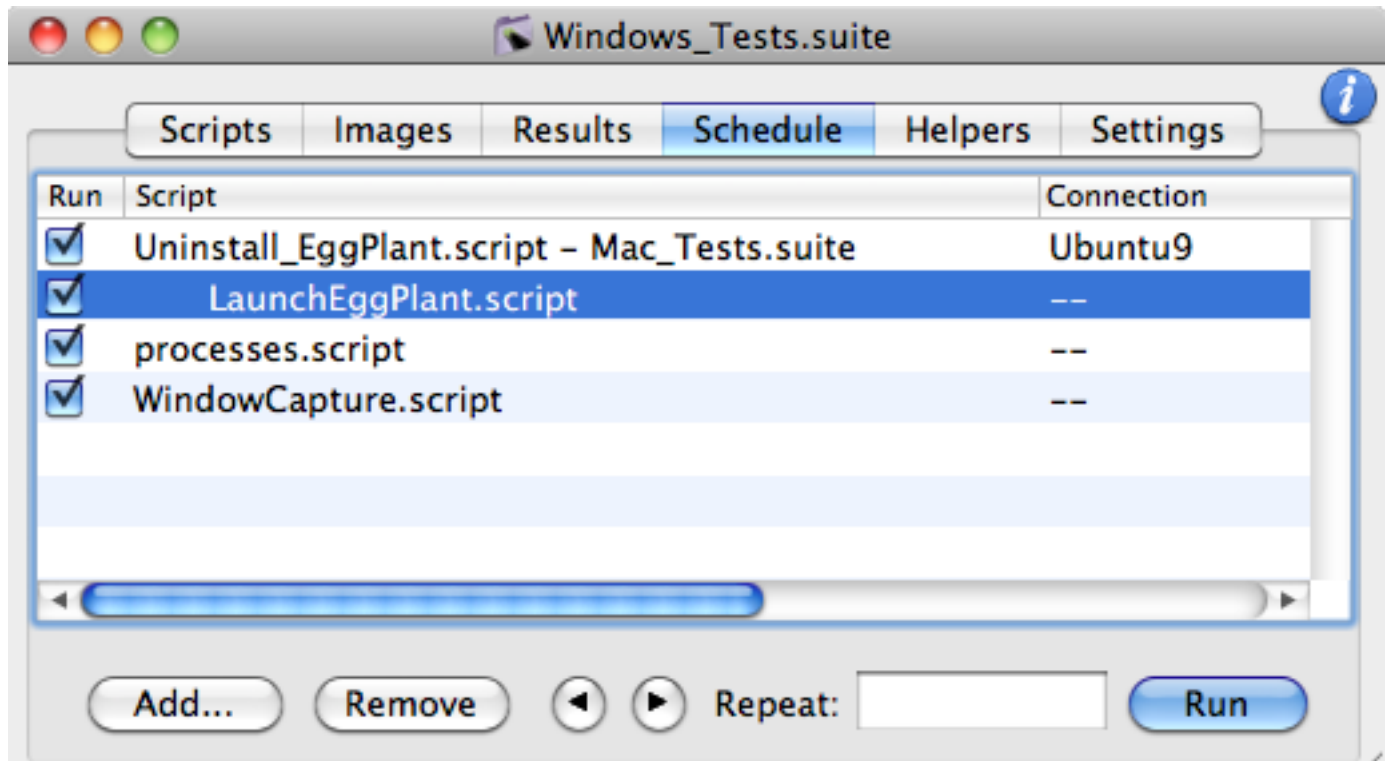 Windows_Tests.suite
Scripts Images Results Schedule Helpers Settings
Run Script Connection
Uninstall_EggPlant.script – Mac_Tests.suite Ubuntu9
LaunchEggPlant.script --
processes.script --
WindowCapture.script --
Add... Remove Repeat: Run